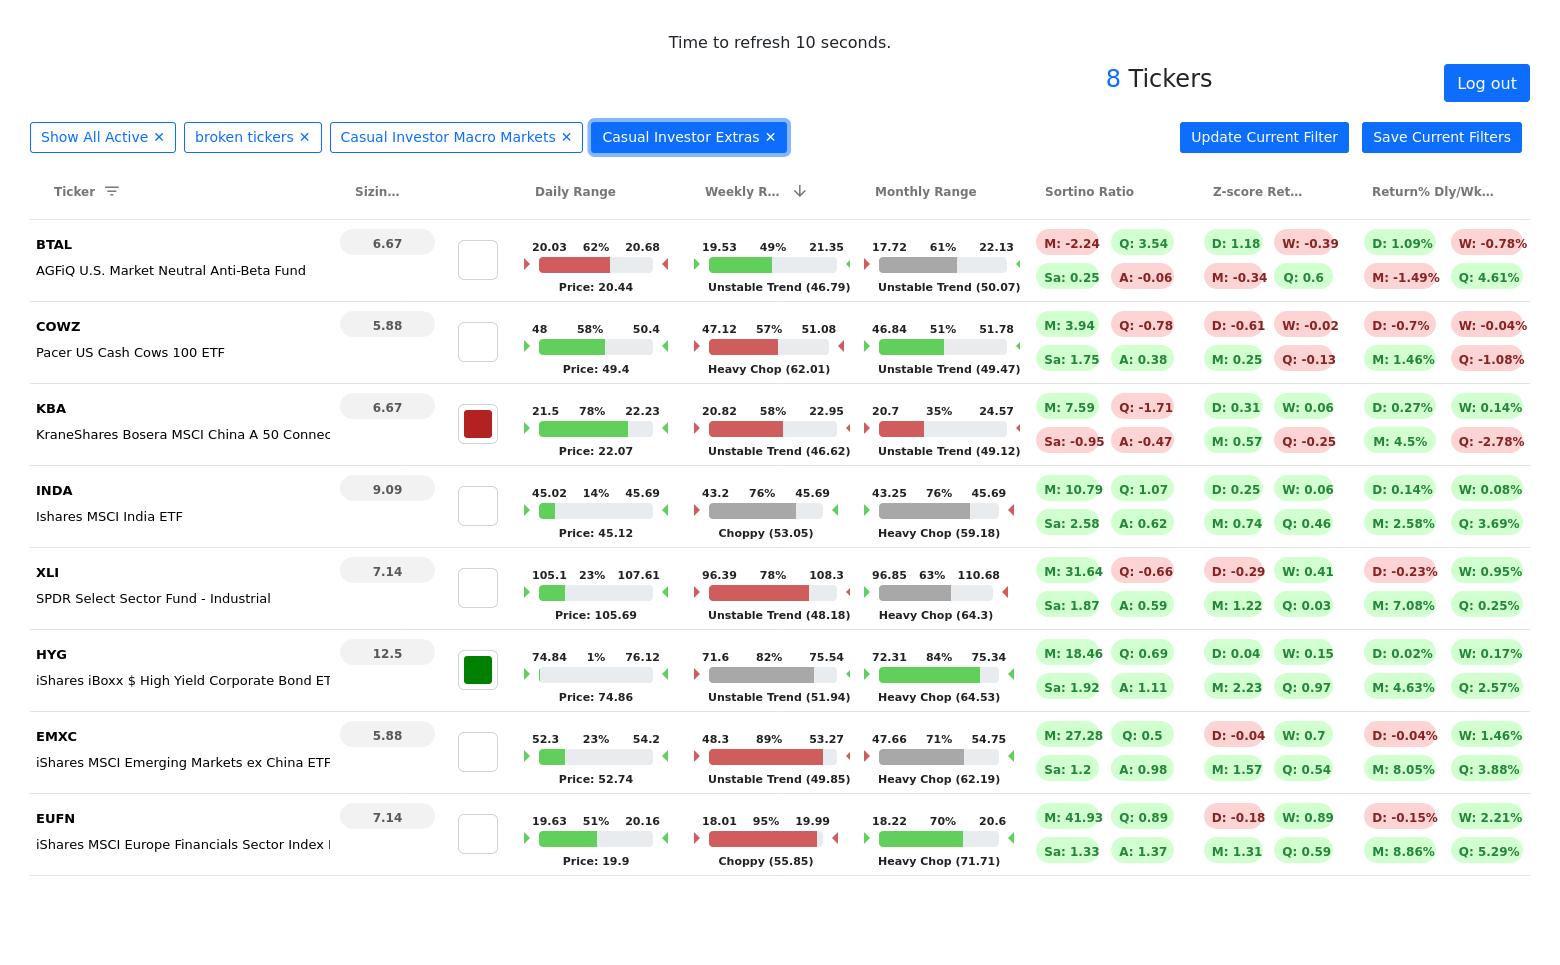 Time to refresh 10 seconds.
8 Tickers
Log out
Show All Active ✕ broken tickers ✕ Casual Investor Macro Markets ✕ Casual Investor Extras ✕ Update Current Filter Save Current Filters
Ticker Sizin... Daily Range Weekly R... Monthly Range Sortino Ratio Z-score Ret... Return% Dly/Wk...
BTAL 6.67 20.03 62% 20.68 19.53 49% 21.35 17.72 61% 22.13 M: -2.24 Q: 3.54 D: 1.18 W: -0.39 D: 1.09% W: -0.78%
AGFiQ U.S. Market Neutral Anti-Beta Fund Sa: 0.25 A: -0.06 M: -0.34 Q: 0.6 M: -1.49% Q: 4.61%
Price: 20.44 Unstable Trend (46.79) Unstable Trend (50.07)
COWZ 5.88 48 58% 50.4 47.12 57% 51.08 46.84 51% 51.78 M: 3.94 Q: -0.78 D: -0.61 W: -0.02 D: -0.7% W: -0.04%
Pacer US Cash Cows 100 ETF Sa: 1.75 A: 0.38 M: 0.25 Q: -0.13 M: 1.46% Q: -1.08%
Price: 49.4 Heavy Chop (62.01) Unstable Trend (49.47)
KBA 6.67 21.5 78% 22.23 20.82 58% 22.95 20.7 35% 24.57 M: 7.59 Q: -1.71 D: 0.31 W: 0.06 D: 0.27% W: 0.14%
KraneShares Bosera MSCI China A 50 Connec Sa: -0.95 A: -0.47 M: 0.57 Q: -0.25 M: 4.5% Q: -2.78%
Price: 22.07 Unstable Trend (46.62) Unstable Trend (49.12)
INDA 9.09 45.02 14% 45.69 43.2 76% 45.69 43.25 76% 45.69 M: 10.79 Q: 1.07 D: 0.25 W: 0.06 D: 0.14% W: 0.08%
Ishares MSCI India ETF Sa: 2.58 A: 0.62 M: 0.74 Q: 0.46 M: 2.58% Q: 3.69%
Price: 45.12 Choppy (53.05) Heavy Chop (59.18)
XLI 7.14 105.1 23% 107.61 96.39 78% 108.3 96.85 63% 110.68 M: 31.64 Q: -0.66 D: -0.29 W: 0.41 D: -0.23% W: 0.95%
SPDR Select Sector Fund - Industrial Sa: 1.87 A: 0.59 M: 1.22 Q: 0.03 M: 7.08% Q: 0.25%
Price: 105.69 Unstable Trend (48.18) Heavy Chop (64.3)
HYG 12.5 74.84 1% 76.12 71.6 82% 75.54 72.31 84% 75.34 M: 18.46 Q: 0.69 D: 0.04 W: 0.15 D: 0.02% W: 0.17%
iShares iBoxx $ High Yield Corporate Bond ET Sa: 1.92 A: 1.11 M: 2.23 Q: 0.97 M: 4.63% Q: 2.57%
Price: 74.86 Unstable Trend (51.94) Heavy Chop (64.53)
EMXC 5.88 52.3 23% 54.2 48.3 89% 53.27 47.66 71% 54.75 M: 27.28 Q: 0.5 D: -0.04 W: 0.7 D: -0.04% W: 1.46%
iShares MSCI Emerging Markets ex China ETF Sa: 1.2 A: 0.98 M: 1.57 Q: 0.54 M: 8.05% Q: 3.88%
Price: 52.74 Unstable Trend (49.85) Heavy Chop (62.19)
EUFN 7.14 19.63 51% 20.16 18.01 95% 19.99 18.22 70% 20.6 M: 41.93 Q: 0.89 D: -0.18 W: 0.89 D: -0.15% W: 2.21%
iShares MSCI Europe Financials Sector Index Sa: 1.33 A: 1.37 M: 1.31 Q: 0.59 M: 8.86% Q: 5.29%
Price: 19.9 Choppy (55.85) Heavy Chop (71.71)